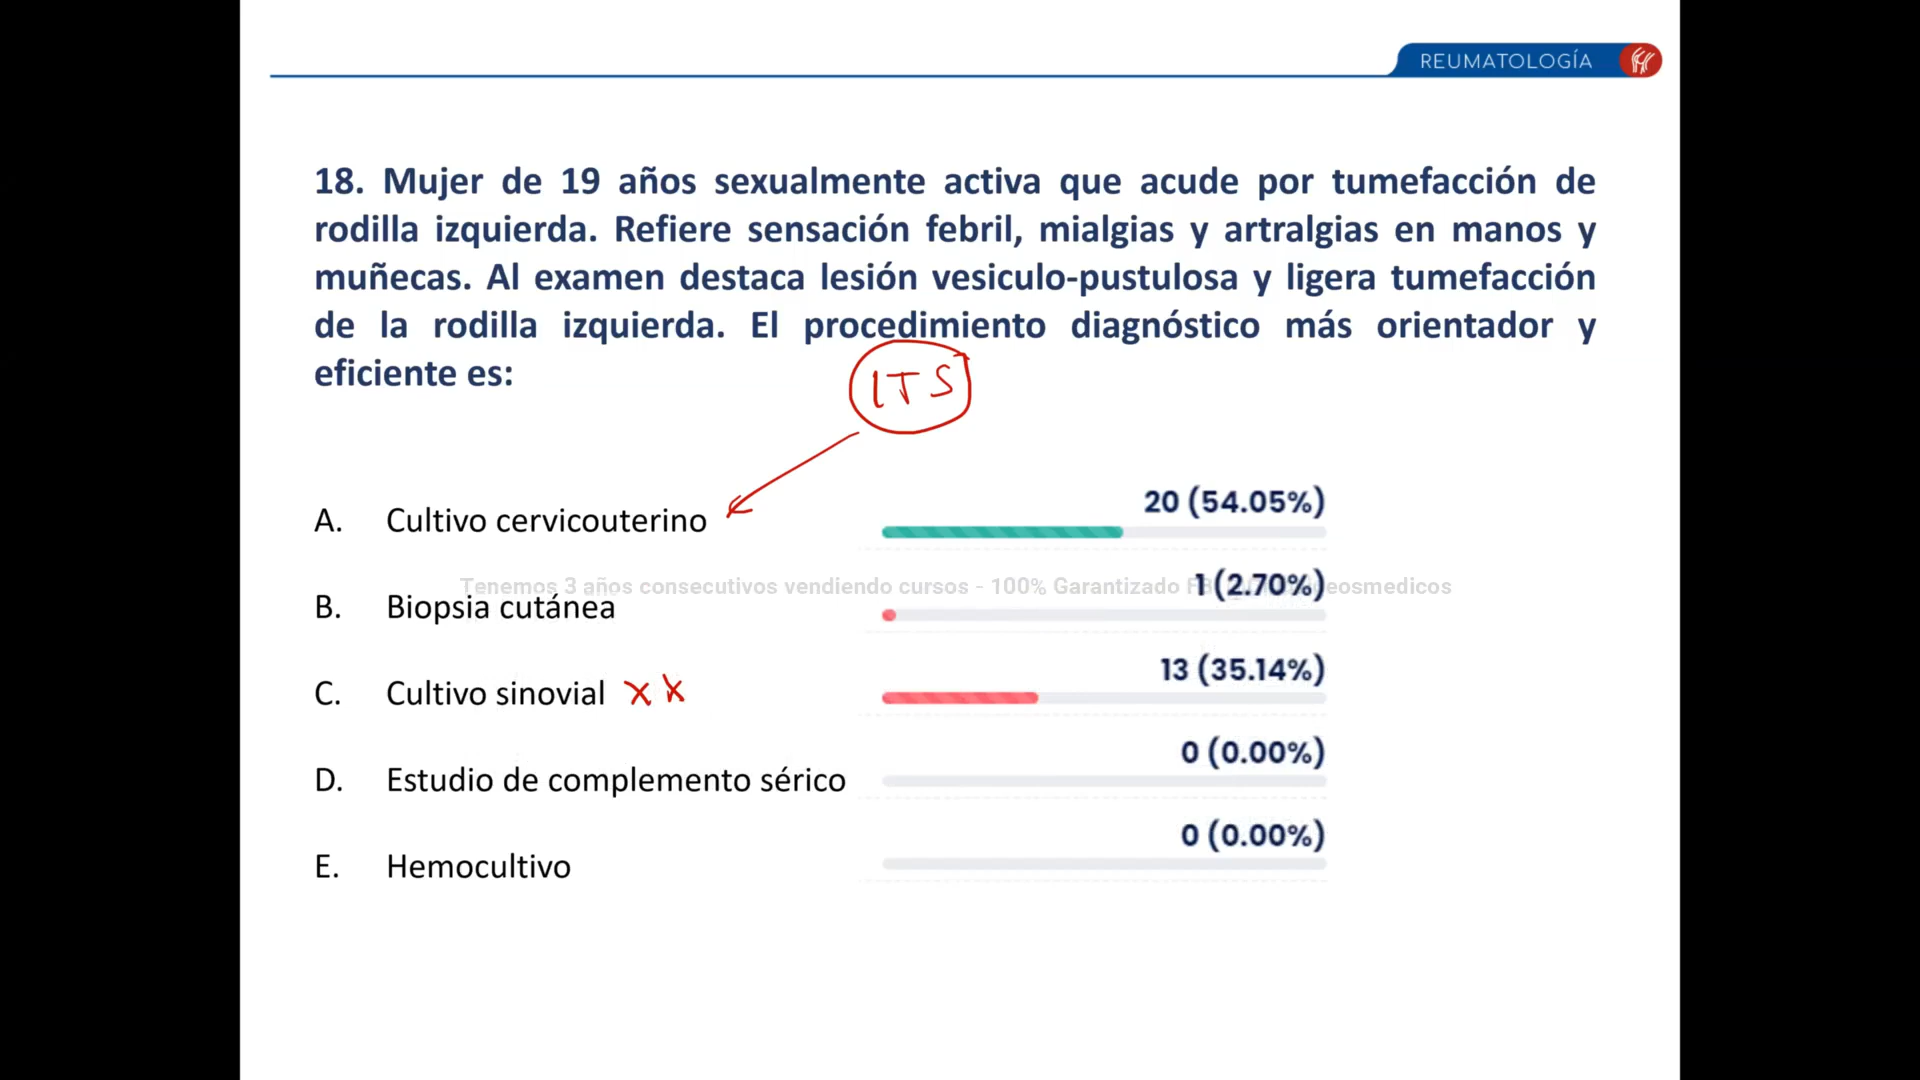 REUMATOLOGÍA
18. Mujer de 19 años sexualmente activa que acude por tumefacción de
rodilla izquierda. Refiere sensación febril, mialgias y artralgias en manos y
muñecas. Al examen destaca lesión vesiculo-pustulosa y ligera tumefacción
de la rodilla izquierda. El procedimiento diagnóstico más orientador y
eficiente es:
ITS
A. Cultivo cervicouterino 20 (54.05%)
Tenemos 3 años consecutivos vendiendo cursos - 100% Garantizado
B. Biopsia cutánea 1 (2.70%)
C. Cultivo sinovial x x 13 (35.14%)
D. Estudio de complemento sérico 0 (0.00%)
E. Hemocultivo 0 (0.00%)